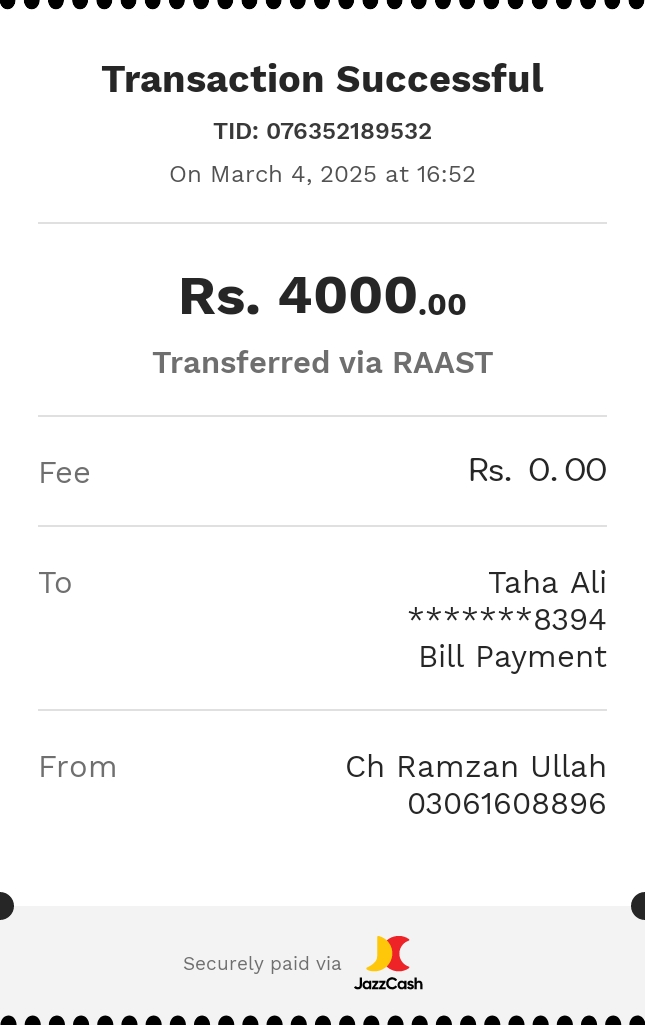 Transaction Successful
TID: 076352189532
On March 4, 2025 at 16:52
Rs. 4000.00
Transferred via RAAST
Fee
Rs. 0.00
To
Taha Ali
*******8394
Bill Payment
From
Ch Ramzan Ullah
03061608896
Securely paid via
JazzCash